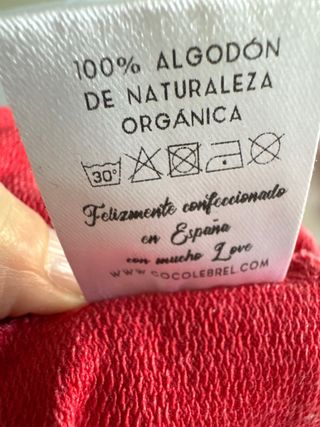 100% ALGODÓN
DE NATURALEZA
ORGÁNICA
30°
Felizmente confeccionado
en España
con mucho Love
WWW.COCOLEBREL.COM